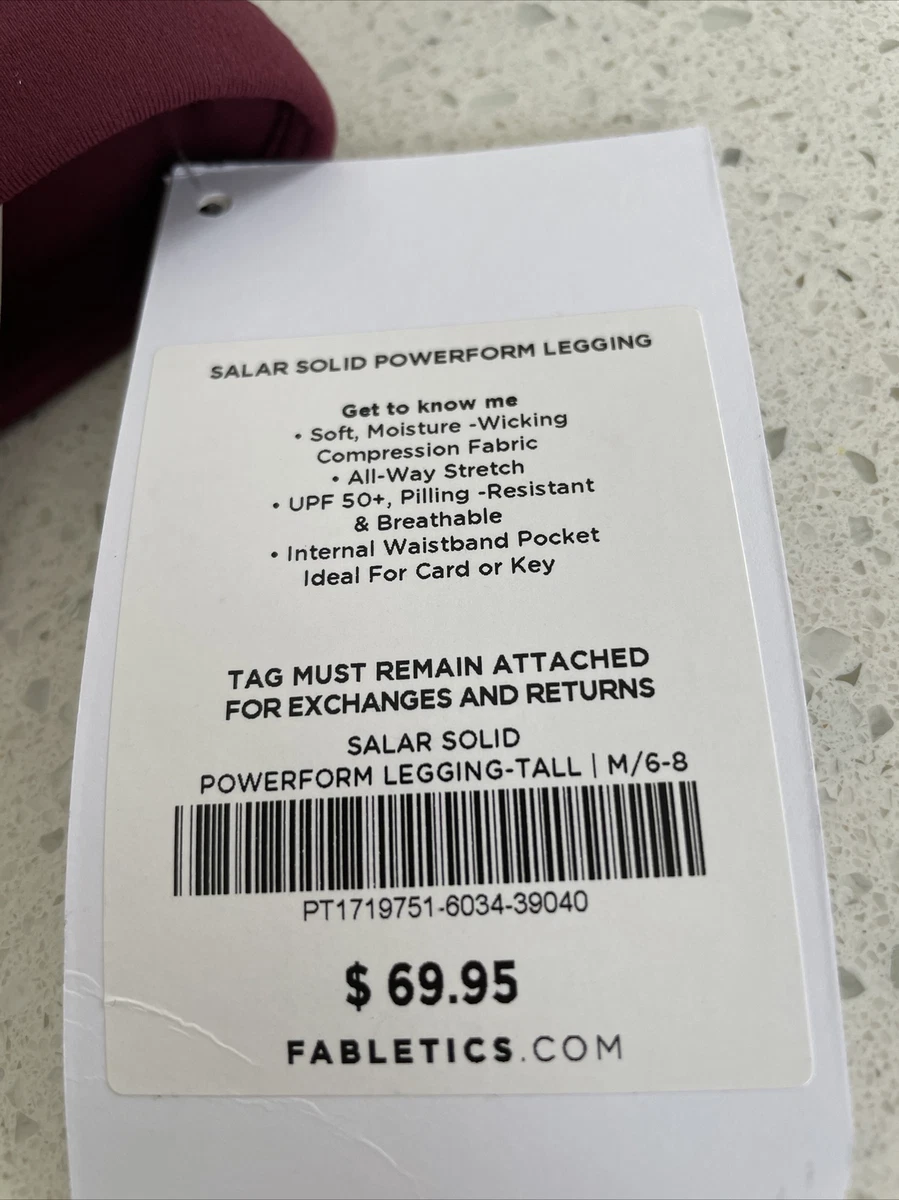 SALAR SOLID POWERFORM LEGGING
Get to know me
• Soft, Moisture -Wicking
Compression Fabric
• All-Way Stretch
• UPF 50+, Pilling -Resistant
& Breathable
• Internal Waistband Pocket
Ideal For Card or Key
TAG MUST REMAIN ATTACHED
FOR EXCHANGES AND RETURNS
SALAR SOLID
POWERFORM LEGGING-TALL | M/6-8
PT1719751-6034-39040
$ 69.95
FABLETICS.COM